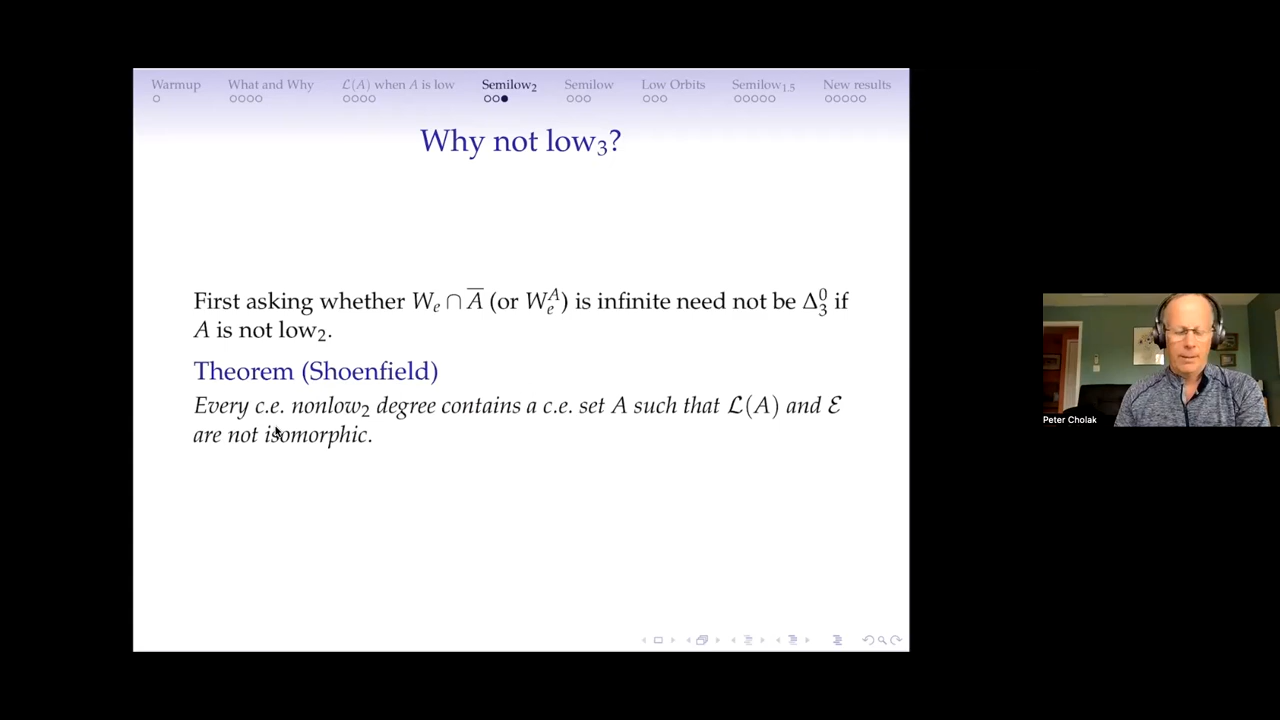 Warmup What and Why ℒ(A) when A is low Semilow₂ Semilow Low Orbits Semilow₁.₅ New results
Why not low₃?
First asking whether Wₑ ∩ A̅ (or Wₑᴬ) is infinite need not be Δ⁰₃ if
A is not low₂.
Theorem (Shoenfield)
Every c.e. nonlow₂ degree contains a c.e. set A such that ℒ(A) and ℰ
are not isomorphic.
Peter Cholak